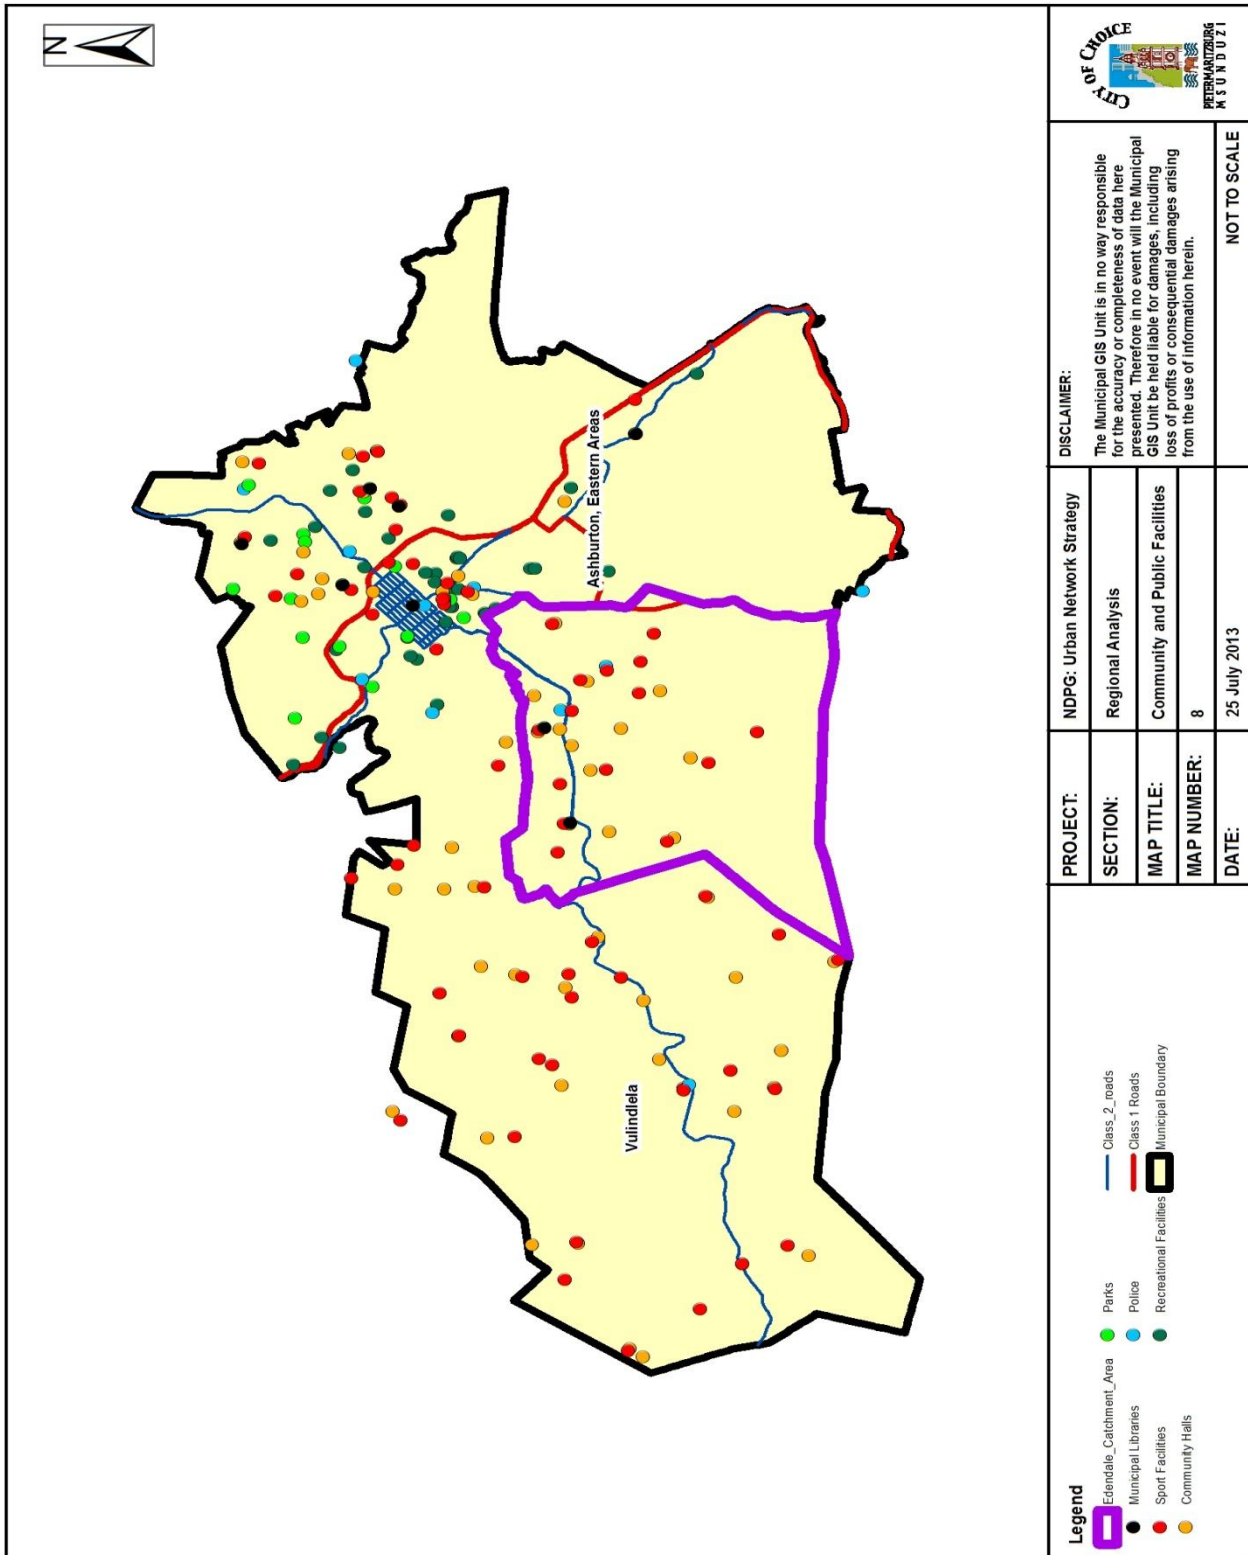 N
Ashburton, Eastern Areas
Vulindlela
Legend
Edendale_Catchment_Area
Municipal Libraries
Sport Facilities
Community Halls
Parks
Police
Recreational Facilities
Class_2_roads
Class 1 Roads
Municipal Boundary
PROJECT: NDPG: Urban Network Strategy
SECTION: Regional Analysis
MAP TITLE: Community and Public Facilities
MAP NUMBER: 8
DATE: 25 July 2013
DISCLAIMER:
The Municipal GIS Unit is in no way responsible
for the accuracy or completeness of data here
presented. Therefore in no event will the Municipal
GIS Unit be held liable for damages, including
loss of profits or consequential damages arising
from the use of information herein.
NOT TO SCALE
CITY OF CHOICE
PIETERMARITZBURG
MSUNDUZI